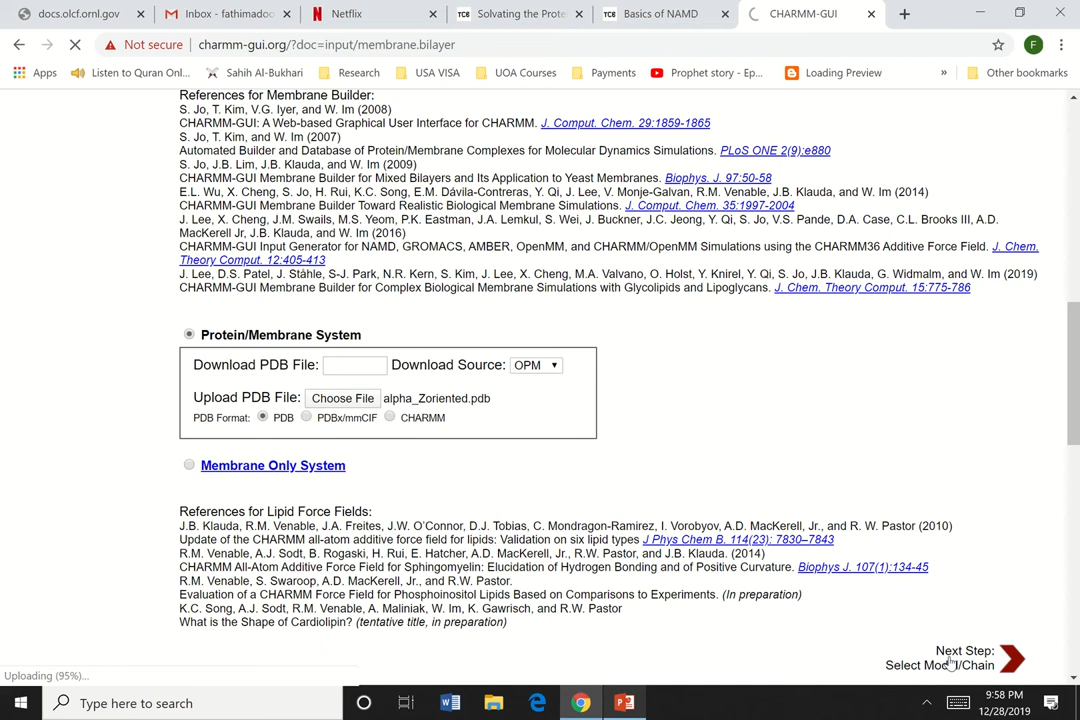 docs.olcf.ornl.gov
Inbox - fathimadoo
Netflix
TCB Solvating the Prote
TCB Basics of NAMD
CHARMM-GUI
Not secure
charmm-gui.org/?doc=input/membrane.bilayer
F
Apps
Listen to Quran Onl...
Sahih Al-Bukhari
Research
USA VISA
UOA Courses
Payments
Prophet story - Ep...
Loading Preview
»
Other bookmarks
References for Membrane Builder:
S. Jo, T. Kim, V.G. Iyer, and W. Im (2008)
CHARMM-GUI: A Web-based Graphical User Interface for CHARMM. J. Comput. Chem. 29:1859-1865
S. Jo, T. Kim, and W. Im (2007)
Automated Builder and Database of Protein/Membrane Complexes for Molecular Dynamics Simulations. PLoS ONE 2(9):e880
S. Jo, J.B. Lim, J.B. Klauda, and W. Im (2009)
CHARMM-GUI Membrane Builder for Mixed Bilayers and Its Application to Yeast Membranes. Biophys. J. 97:50-58
E.L. Wu, X. Cheng, S. Jo, H. Rui, K.C. Song, E.M. Dávila-Contreras, Y. Qi, J. Lee, V. Monje-Galvan, R.M. Venable, J.B. Klauda, and W. Im (2014)
CHARMM-GUI Membrane Builder Toward Realistic Biological Membrane Simulations. J. Comput. Chem. 35:1997-2004
J. Lee, X. Cheng, J.M. Swails, M.S. Yeom, P.K. Eastman, J.A. Lemkul, S. Wei, J. Buckner, J.C. Jeong, Y. Qi, S. Jo, V.S. Pande, D.A. Case, C.L. Brooks III, A.D.
MacKerell Jr, J.B. Klauda, and W. Im (2016)
CHARMM-GUI Input Generator for NAMD, GROMACS, AMBER, OpenMM, and CHARMM/OpenMM Simulations using the CHARMM36 Additive Force Field. J. Chem.
Theory Comput. 12:405-413
J. Lee, D.S. Patel, J. Ståhle, S-J. Park, N.R. Kern, S. Kim, J. Lee, X. Cheng, M.A. Valvano, O. Holst, Y. Knirel, Y. Qi, S. Jo, J.B. Klauda, G. Widmalm, and W. Im (2019)
CHARMM-GUI Membrane Builder for Complex Biological Membrane Simulations with Glycolipids and Lipoglycans. J. Chem. Theory Comput. 15:775-786
Protein/Membrane System
Download PDB File:
Download Source: OPM
Upload PDB File: Choose File alpha_Zoriented.pdb
PDB Format: PDB PDBx/mmCIF CHARMM
Membrane Only System
References for Lipid Force Fields:
J.B. Klauda, R.M. Venable, J.A. Freites, J.W. O'Connor, D.J. Tobias, C. Mondragon-Ramirez, I. Vorobyov, A.D. MacKerell, Jr., and R. W. Pastor (2010)
Update of the CHARMM all-atom additive force field for lipids: Validation on six lipid types J Phys Chem B. 114(23): 7830–7843
R.M. Venable, A.J. Sodt, B. Rogaski, H. Rui, E. Hatcher, A.D. MacKerell, Jr., R.W. Pastor, and J.B. Klauda. (2014)
CHARMM All-Atom Additive Force Field for Sphingomyelin: Elucidation of Hydrogen Bonding and of Positive Curvature. Biophys J. 107(1):134-45
R.M. Venable, S. Swaroop, A.D. MacKerell, Jr., and R.W. Pastor.
Evaluation of a CHARMM Force Field for Phosphoinositol Lipids Based on Comparisons to Experiments. (In preparation)
K.C. Song, A.J. Sodt, R.M. Venable, A. Maliniak, W. Im, K. Gawrisch, and R.W. Pastor
What is the Shape of Cardiolipin? (tentative title, in preparation)
Next Step:
Select Model/Chain
Uploading (95%)...
Type here to search
9:58 PM
12/28/2019